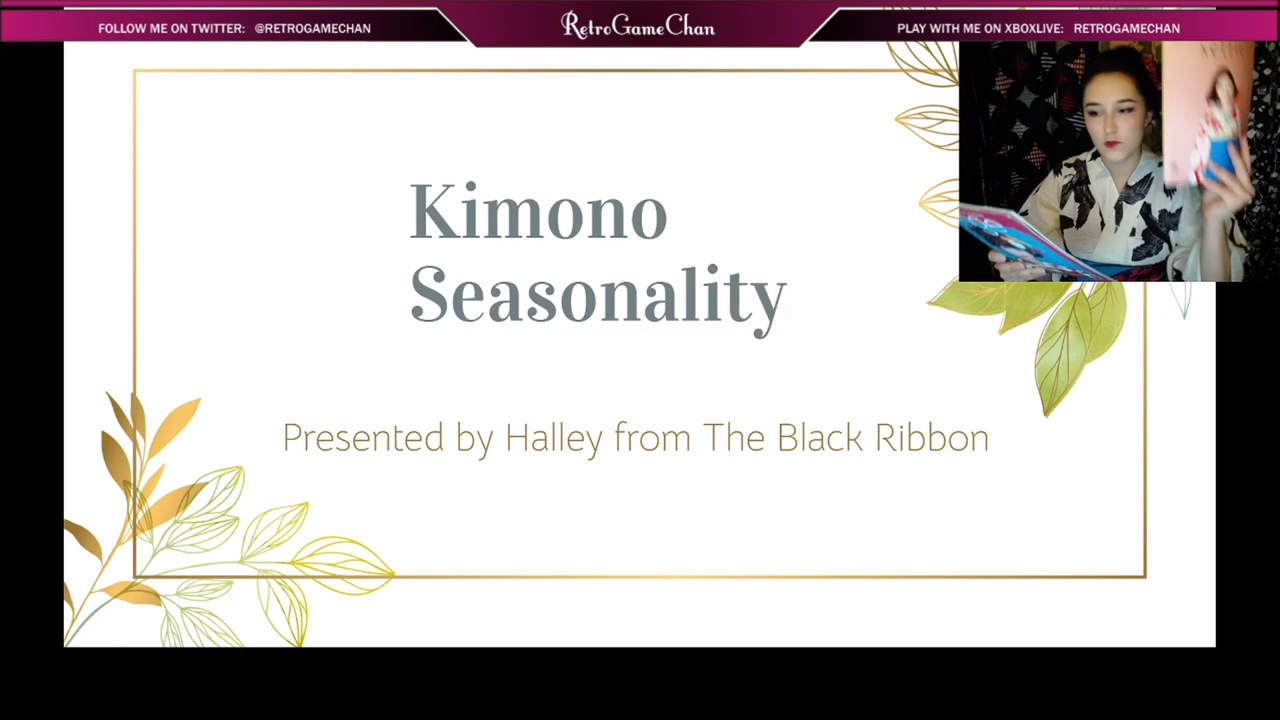 FOLLOW ME ON TWITTER: @RETROGAMECHAN
RetroGameChan
PLAY WITH ME ON XBOXLIVE: RETROGAMECHAN
Kimono
Seasonality
Presented by Halley from The Black Ribbon